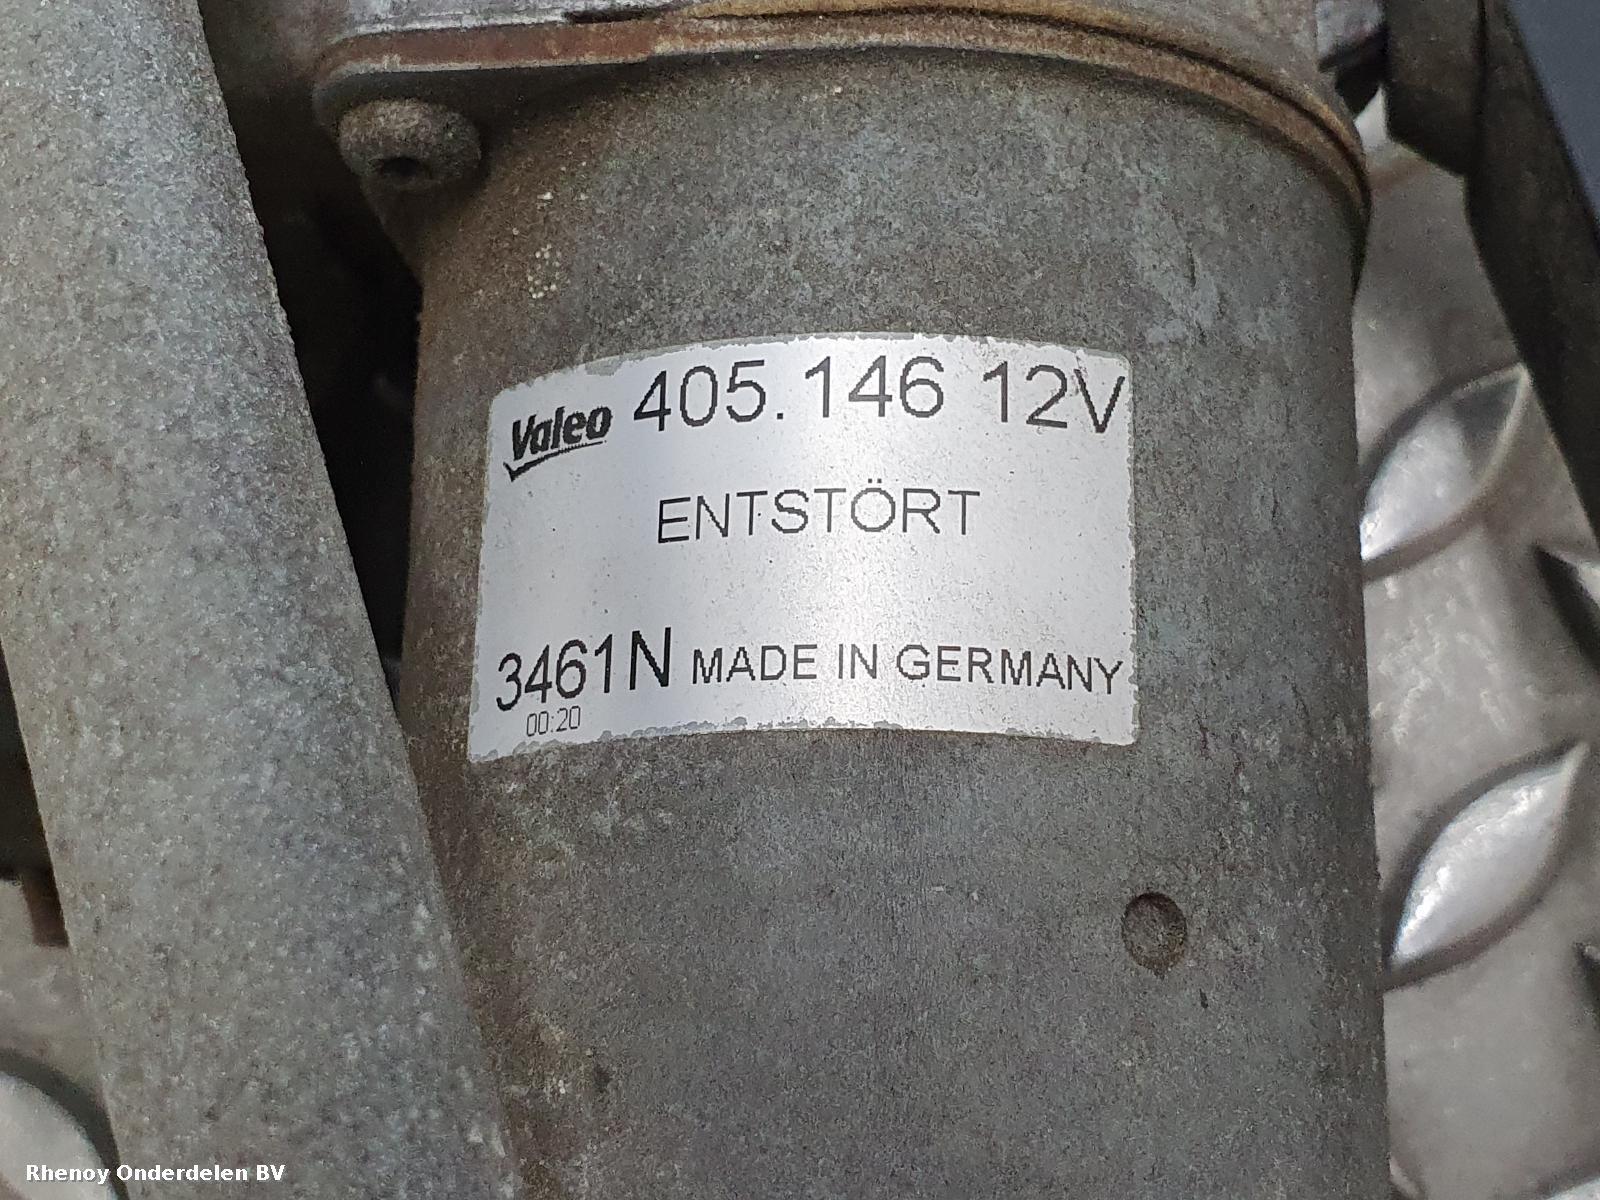 Valeo 405.146 12V
ENTSTÖRT
3461N MADE IN GERMANY
00:20
Rhenoy Onderdelen BV